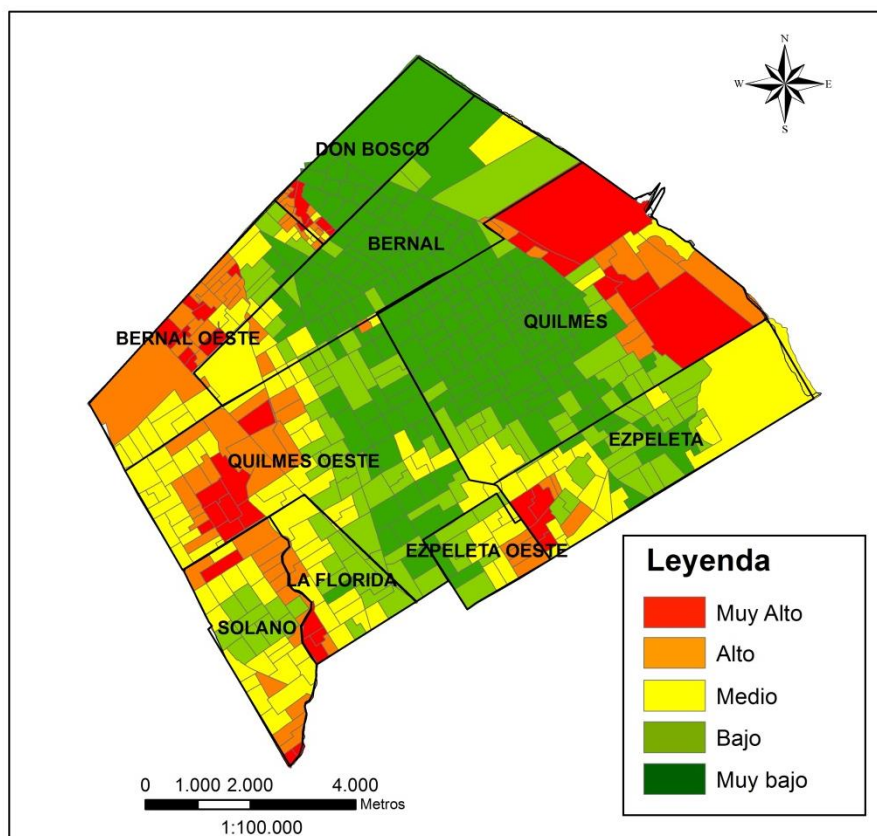 N
W E
S
DON BOSCO
BERNAL
QUILMES
BERNAL OESTE
EZPELETA
QUILMES OESTE
EZPELETA OESTE
LA FLORIDA
SOLANO
Leyenda
Muy Alto
Alto
Medio
Bajo
Muy bajo
0 1.000 2.000 4.000
Metros
1:100.000